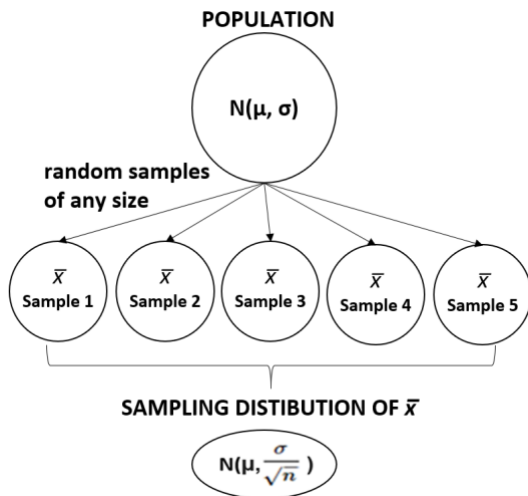 POPULATION
N(μ, σ)
random samples
of any size
x̅ x̅ x̅ x̅ x̅
Sample 1 Sample 2 Sample 3 Sample 4 Sample 5
SAMPLING DISTIBUTION OF x̅
N(μ, σ/√n )